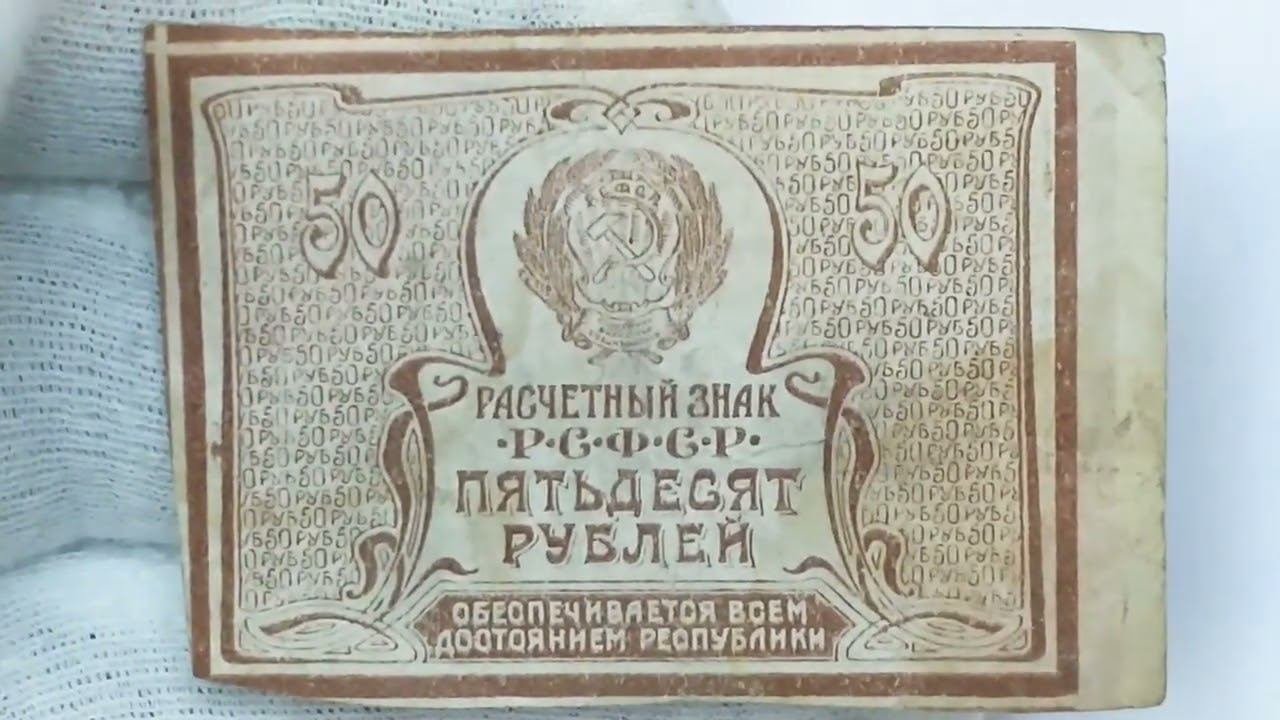 50 50
РАСЧЕТНЫЙ ЗНАК
·Р·С·Ф·С·Р·
ПЯТЬДЕСЯТ
РУБЛЕЙ
ОБЕСПЕЧИВАЕТСЯ ВСЕМ
ДОСТОЯНИЕМ РЕСПУБЛИКИ